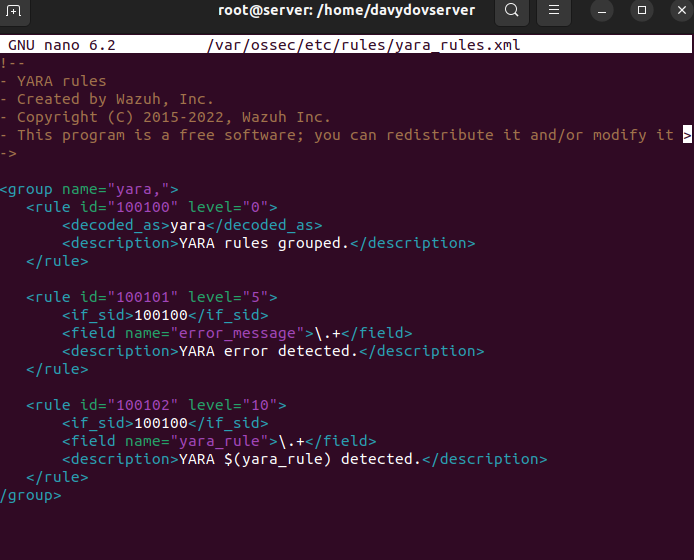 root@server: /home/davydovserver
GNU nano 6.2 /var/ossec/etc/rules/yara_rules.xml
!--
- YARA rules
- Created by Wazuh, Inc.
- Copyright (C) 2015-2022, Wazuh Inc.
- This program is a free software; you can redistribute it and/or modify it >
->
<group name="yara,">
<rule id="100100" level="0">
<decoded_as>yara</decoded_as>
<description>YARA rules grouped.</description>
</rule>
<rule id="100101" level="5">
<if_sid>100100</if_sid>
<field name="error_message">\.+</field>
<description>YARA error detected.</description>
</rule>
<rule id="100102" level="10">
<if_sid>100100</if_sid>
<field name="yara_rule">\.+</field>
<description>YARA $(yara_rule) detected.</description>
</rule>
/group>